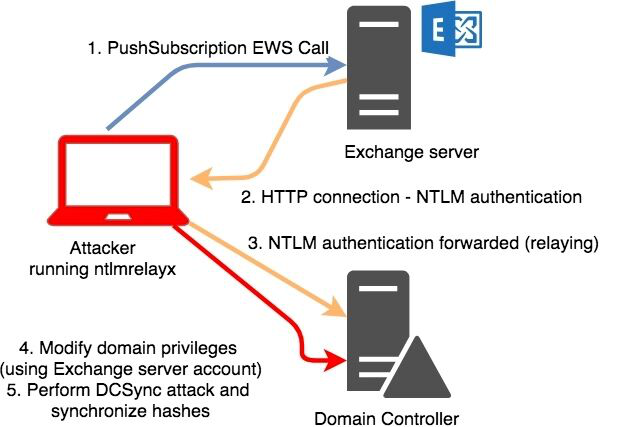 1. PushSubscription EWS Call
E
Exchange server
2. HTTP connection - NTLM authentication
3. NTLM authentication forwarded (relaying)
Attacker
running ntlmrelayx
4. Modify domain privileges
(using Exchange server account)
5. Perform DCSync attack and
synchronize hashes
Domain Controller